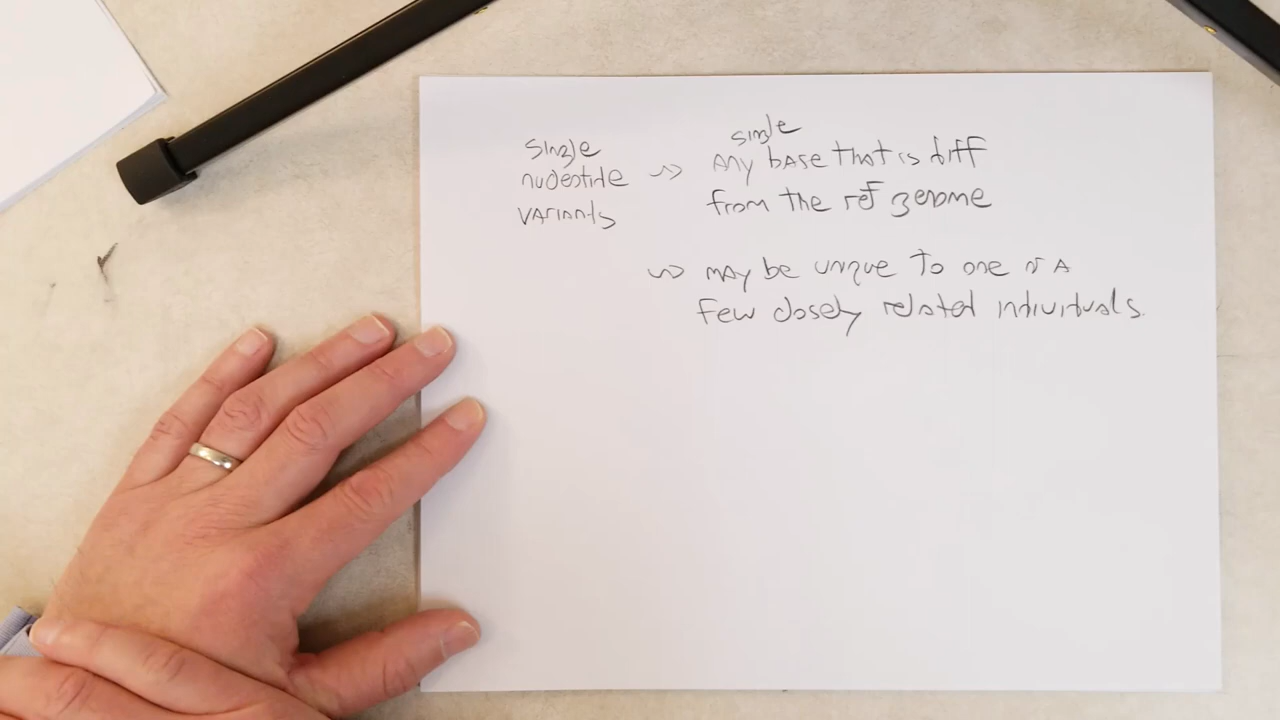 single
nucleotide
variants
single
→ any base that is diff
from the ref genome
→ may be unique to one or a
few closely related individuals.